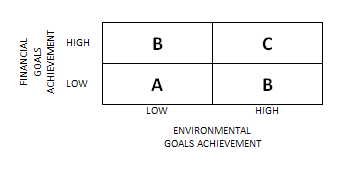 FINANCIAL
GOALS
ACHIEVEMENT
HIGH
B
C
LOW
A
B
LOW
HIGH
ENVIRONMENTAL
GOALS ACHIEVEMENT